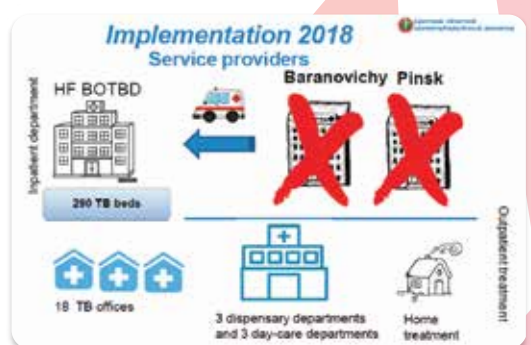 Implementation 2018
Service providers
HF BOTBD
Baranovichy Pinsk
Inpatient department
290 TB beds
Outpatient treatment
18 TB offices
3 dispensary departments
and 3 day-care departments
Home
treatment